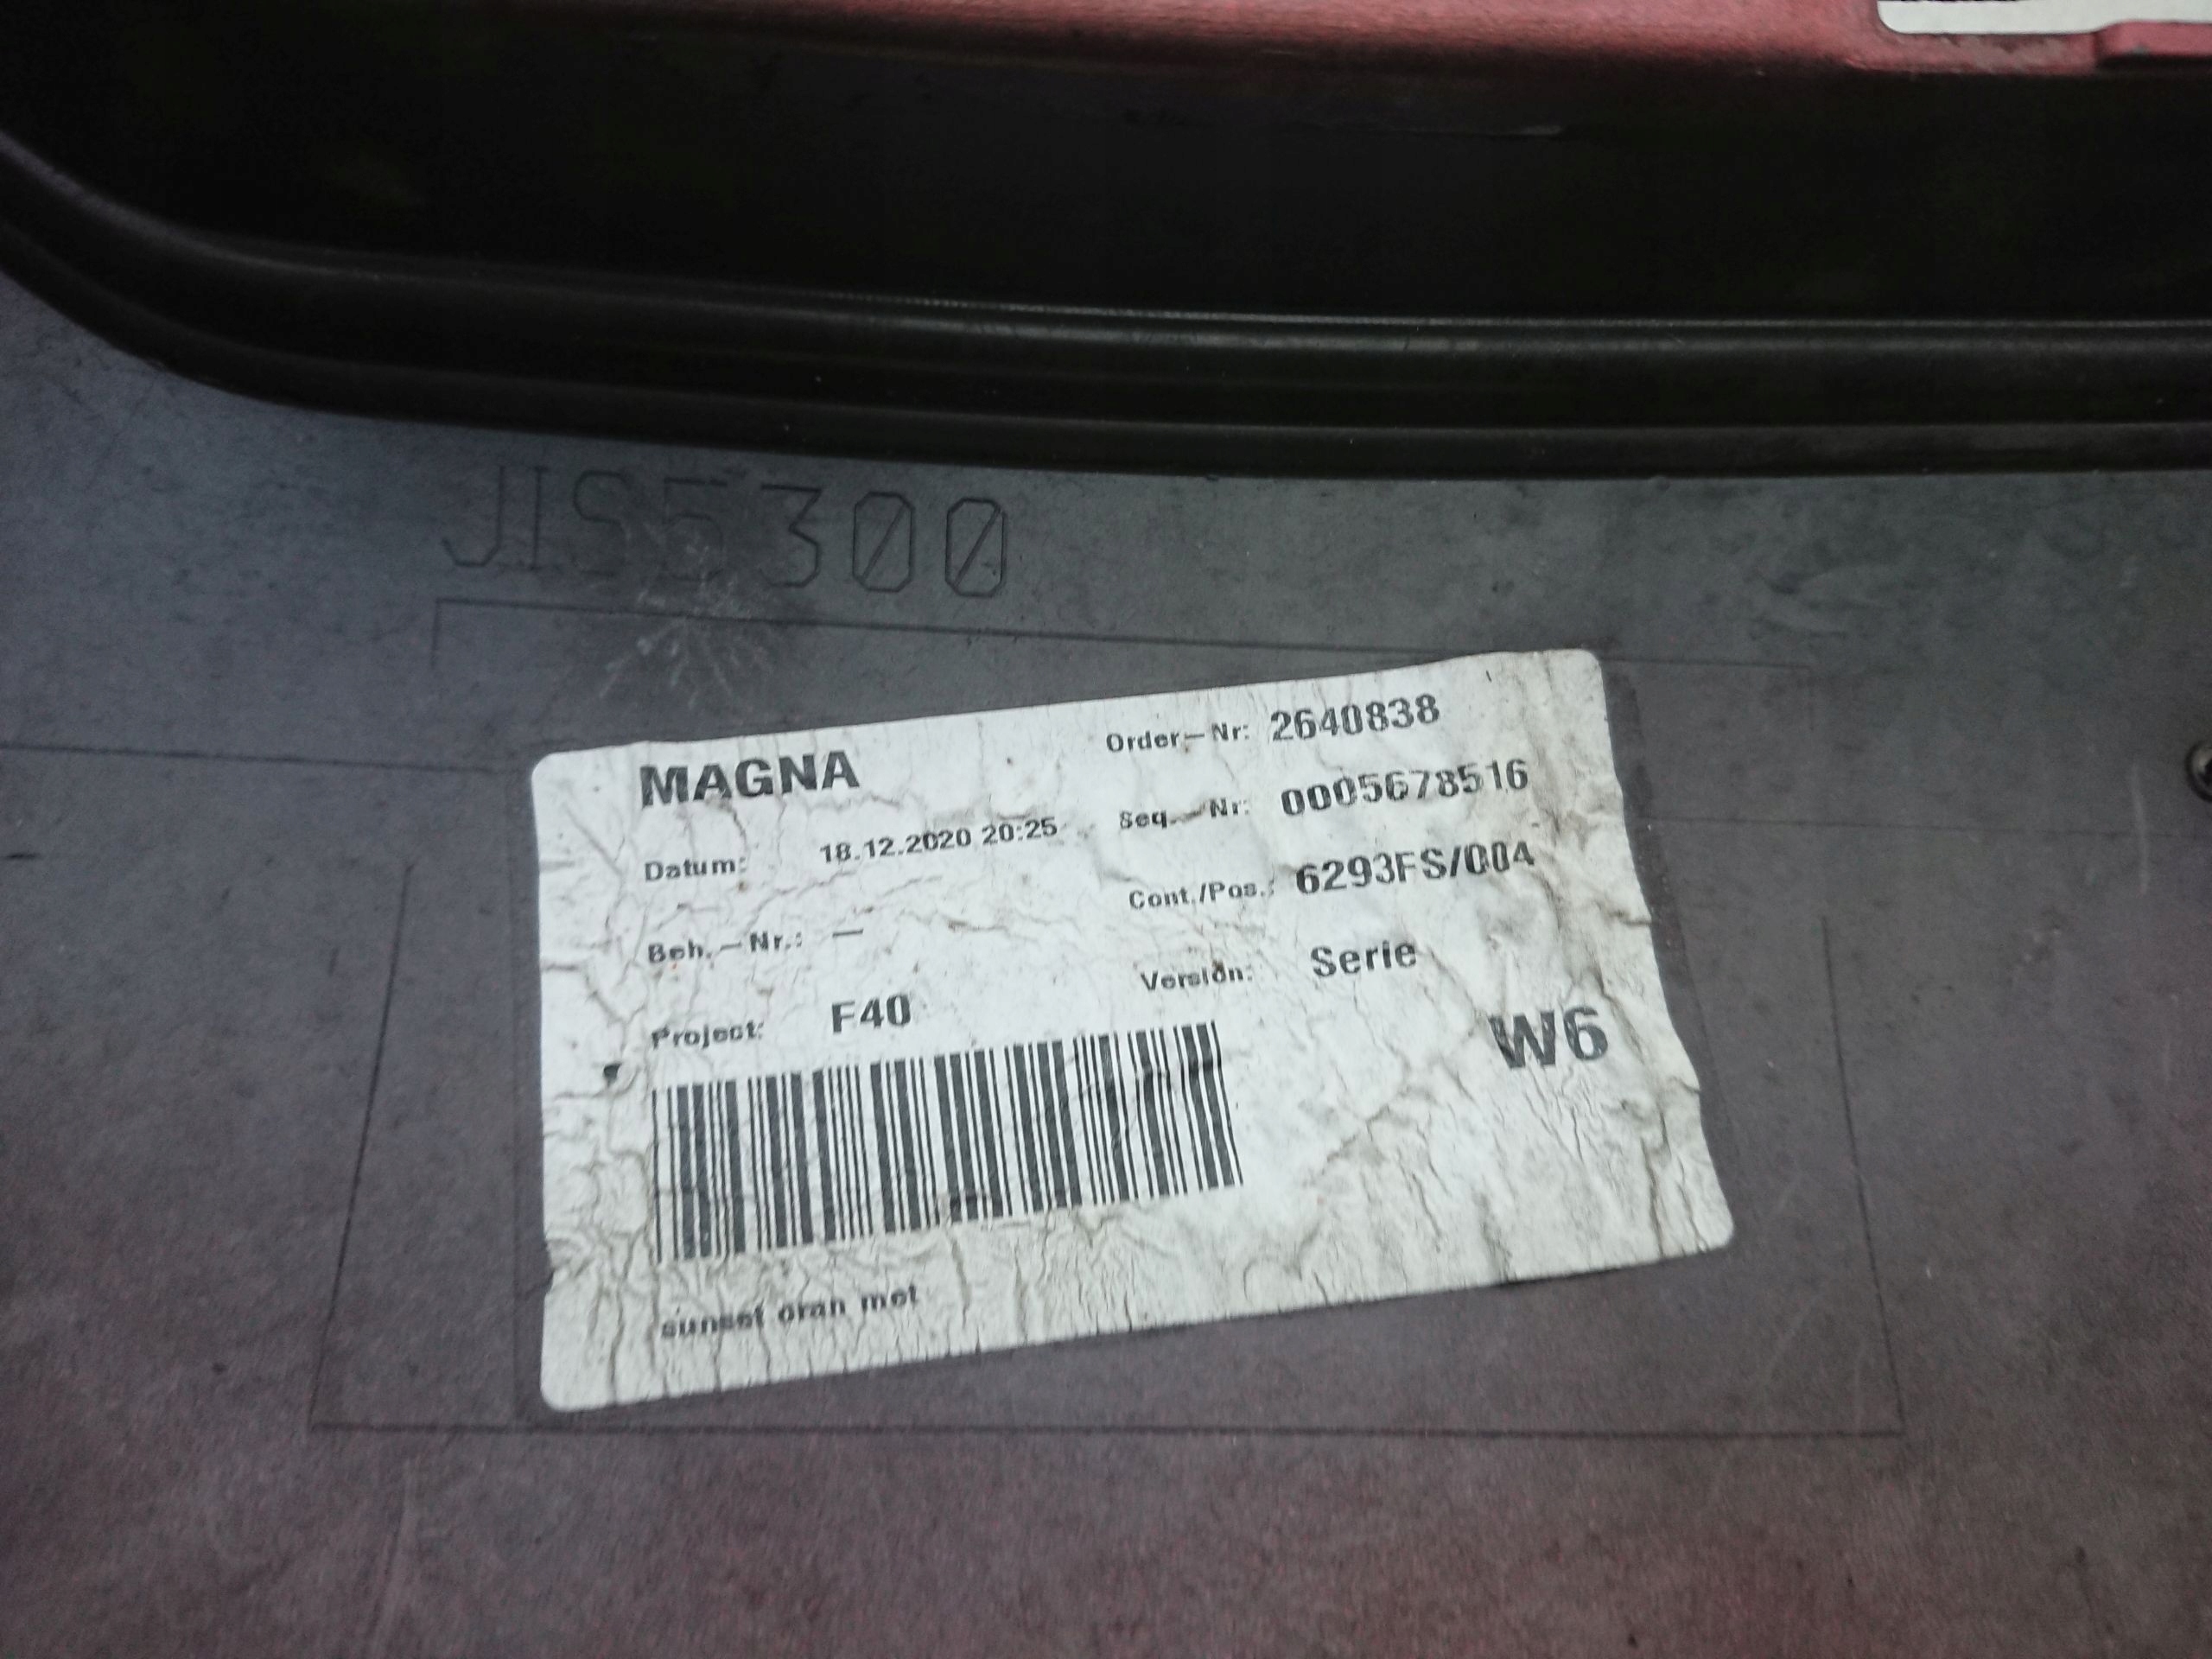 JIS5300
MAGNA
Order-Nr: 2640838
Datum: 18.12.2020 20:25
Seq.-Nr: 0005678516
Beh.-Nr.: -
Cont./Pos.: 6293FS/004
Project: F40
Version: Serie
W6
sunset oran met